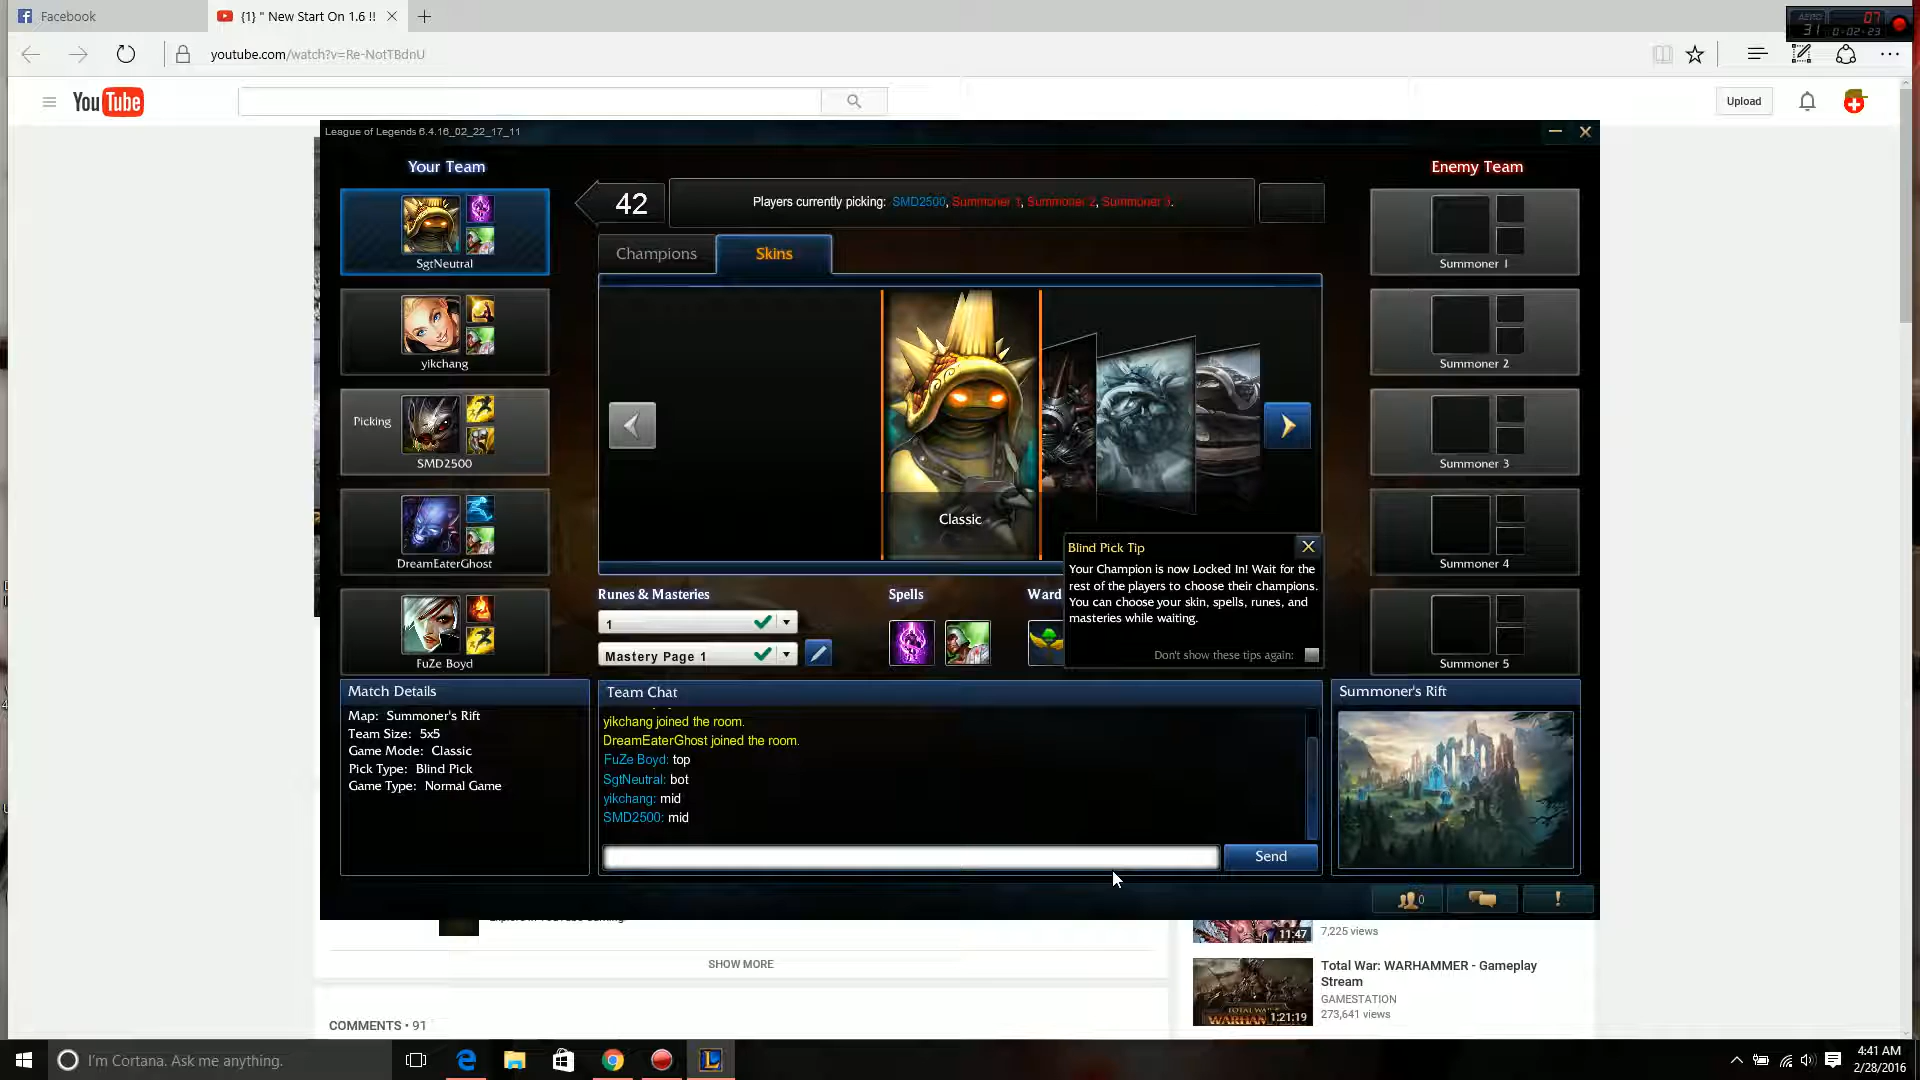 Facebook
{1} " New Start On 1.6 !!
07
31 0-02-23
youtube.com/watch?v=Re-NotTBdnU
YouTube
Upload
League of Legends 6.4.16_02_22_17_11
Your Team
Enemy Team
42
Players currently picking: SMD2500, Summoner 1, Summoner 2, Summoner 3.
Champions
Skins
SgtNeutral
yikchang
Picking
SMD2500
DreamEaterGhost
FuZe Boyd
Summoner 1
Summoner 2
Summoner 3
Summoner 4
Summoner 5
Classic
Blind Pick Tip
Your Champion is now Locked In! Wait for the
rest of the players to choose their champions.
You can choose your skin, spells, runes, and
masteries while waiting.
Don't show these tips again:
Runes & Masteries
1
Mastery Page 1
Spells
Ward
Match Details
Map: Summoner's Rift
Team Size: 5x5
Game Mode: Classic
Pick Type: Blind Pick
Game Type: Normal Game
Team Chat
yikchang joined the room.
DreamEaterGhost joined the room.
FuZe Boyd: top
SgtNeutral: bot
yikchang: mid
SMD2500: mid
Send
Summoner's Rift
0
SHOW MORE
COMMENTS • 91
11:47
7,225 views
Total War: WARHAMMER - Gameplay
Stream
GAMESTATION
273,641 views
1:21:19
I'm Cortana. Ask me anything.
4:41 AM
2/28/2016